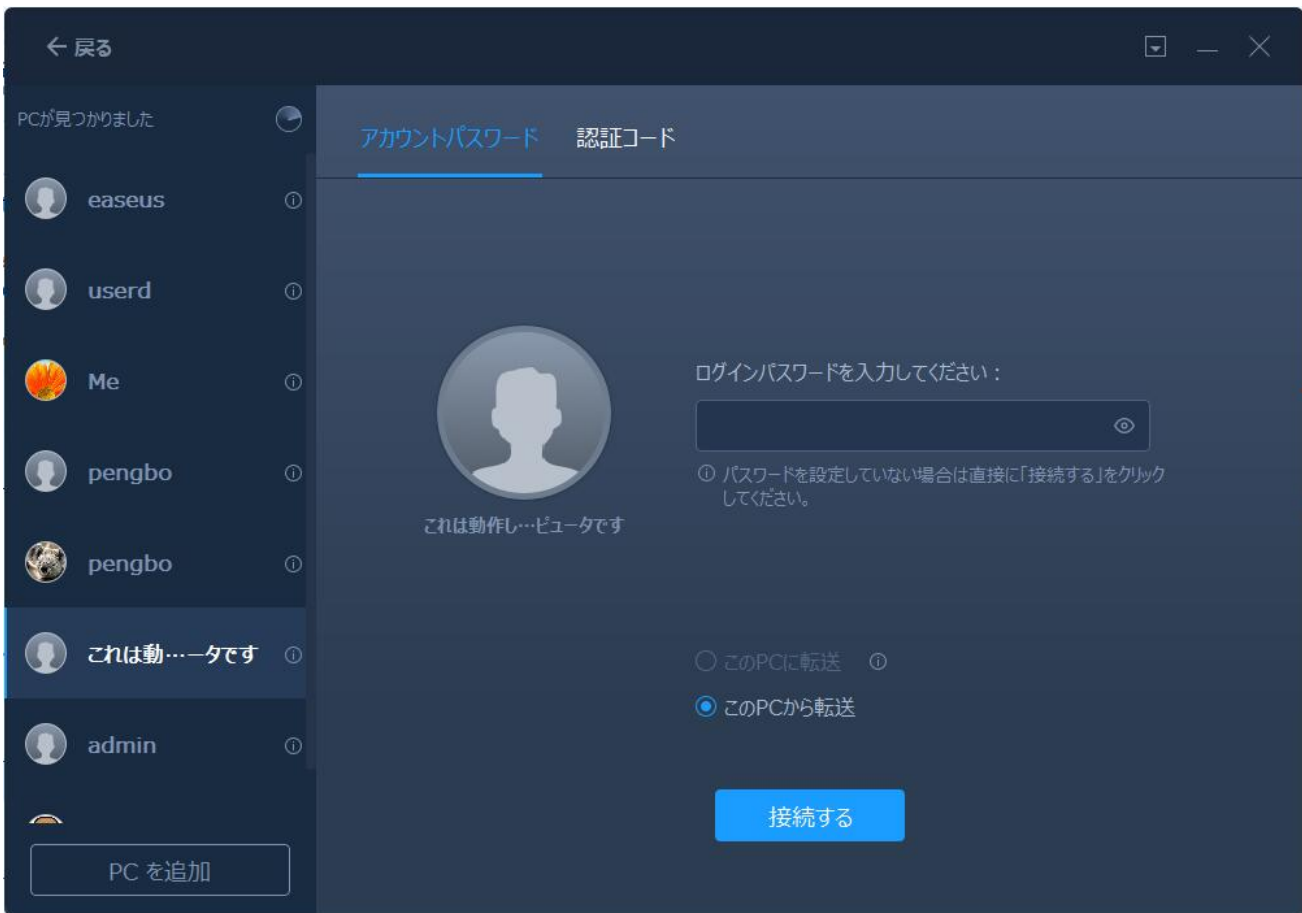 戻る
PCが見つかりました
easeus
userd
Me
pengbo
pengbo
これは動…ータです
admin
PC を追加
アカウントパスワード
認証コード
これは動作し…ピュータです
ログインパスワードを入力してください：
パスワードを設定していない場合は直接に「接続する」をクリック
してください。
このPCに転送
このPCから転送
接続する